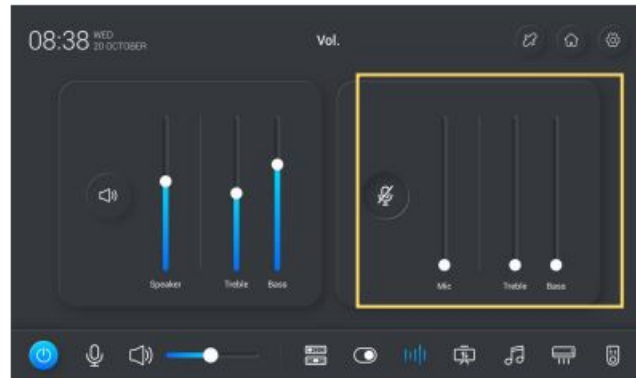 08:38 WED
20 OCTOBER
Vol.
Speaker Treble Bass
Mic Treble Bass